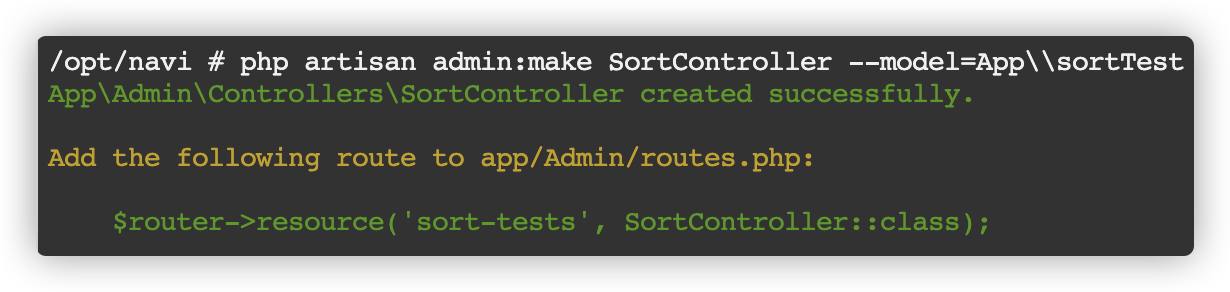 /opt/navi # php artisan admin:make SortController --model=App\\sortTest
App\Admin\Controllers\SortController created successfully.
Add the following route to app/Admin/routes.php:
$router->resource('sort-tests', SortController::class);